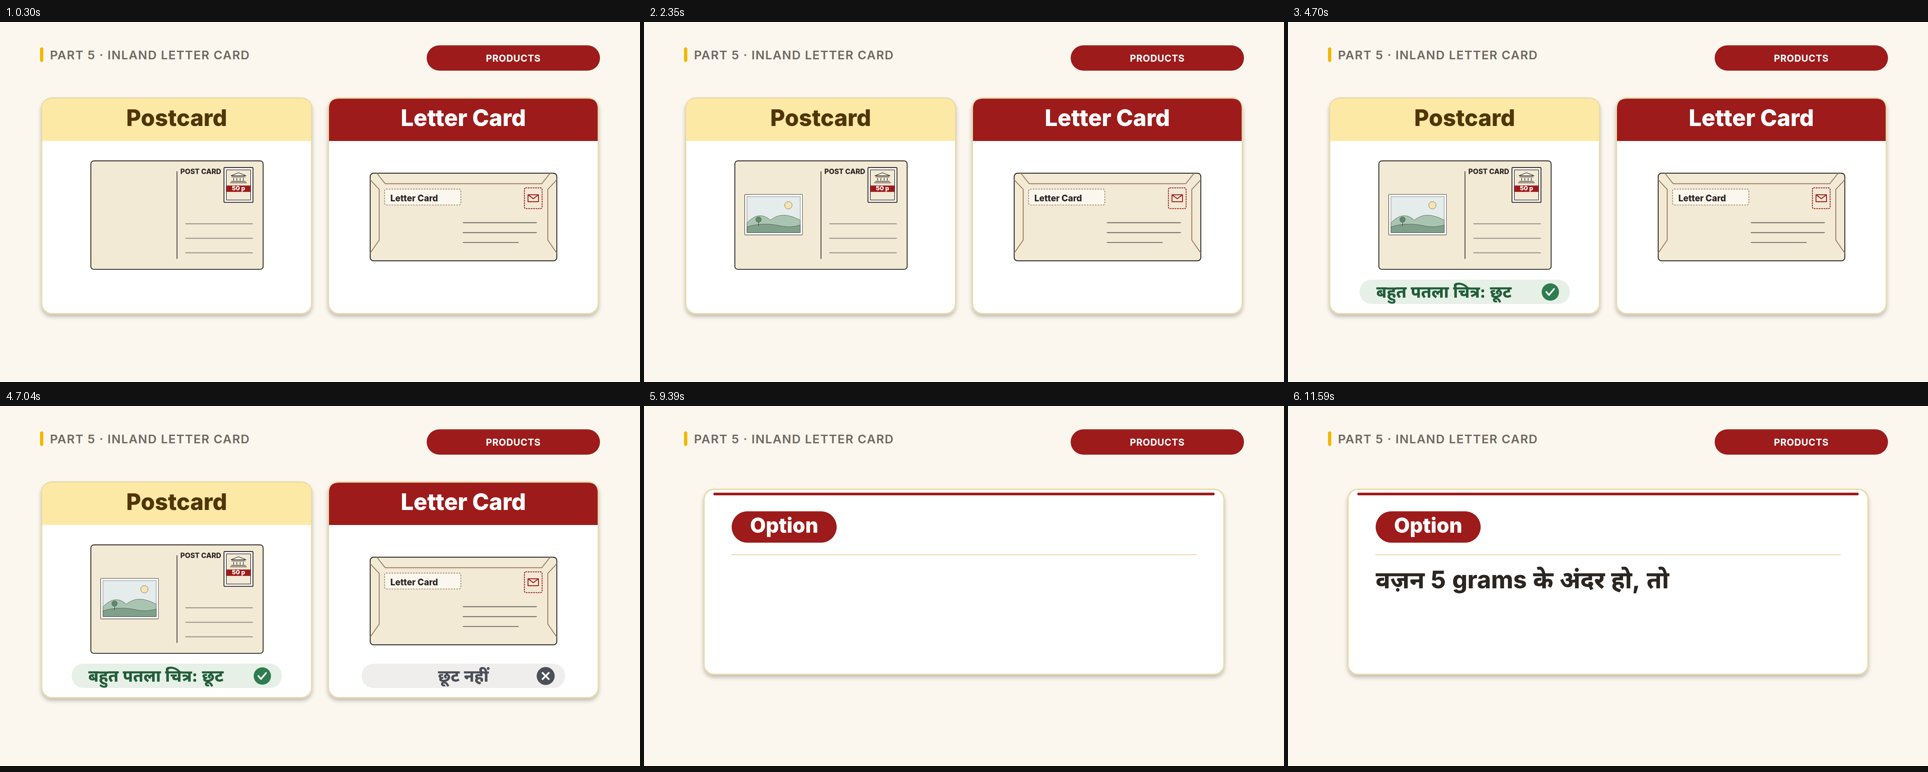 1. 0.30s
PART 5 · INLAND LETTER CARD
PRODUCTS
Postcard
Letter Card
POST CARD
50 p
Letter Card
2. 2.35s
PART 5 · INLAND LETTER CARD
PRODUCTS
Postcard
Letter Card
POST CARD
50 p
Letter Card
3. 4.70s
PART 5 · INLAND LETTER CARD
PRODUCTS
Postcard
Letter Card
POST CARD
50 p
Letter Card
बहुत पतला चित्र: छूट
4. 7.04s
PART 5 · INLAND LETTER CARD
PRODUCTS
Postcard
Letter Card
POST CARD
50 p
Letter Card
बहुत पतला चित्र: छूट
छूट नहीं
5. 9.39s
PART 5 · INLAND LETTER CARD
PRODUCTS
Option
6. 11.59s
PART 5 · INLAND LETTER CARD
PRODUCTS
Option
वज़न 5 grams के अंदर हो, तो